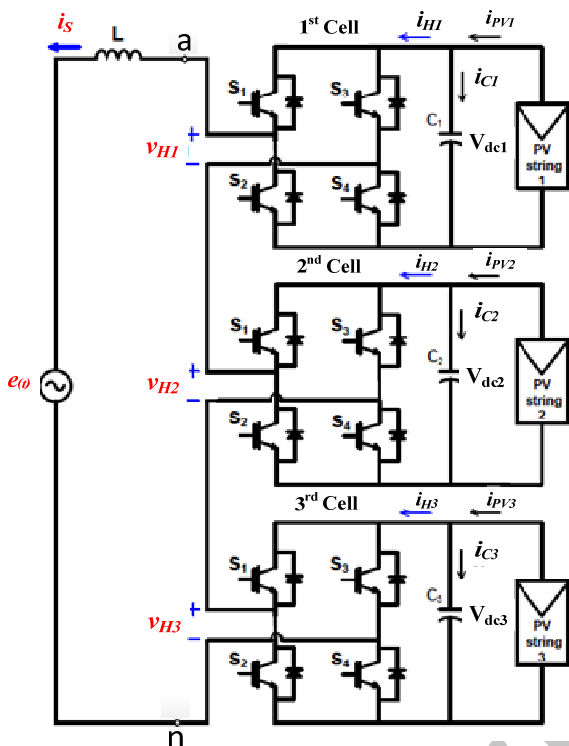 iS
L
a
1st Cell
iH1
iPV1
S1
S3
iC1
C1
Vdc1
PV
string
1
+
vH1
–
S2
S4
2nd Cell
iH2
iPV2
S1
S3
iC2
C2
Vdc2
PV
string
2
+
vH2
–
eω
S2
S4
3rd Cell
iH3
iPV3
S1
S3
iC3
C3
Vdc3
PV
string
3
+
vH3
–
S2
S4
n